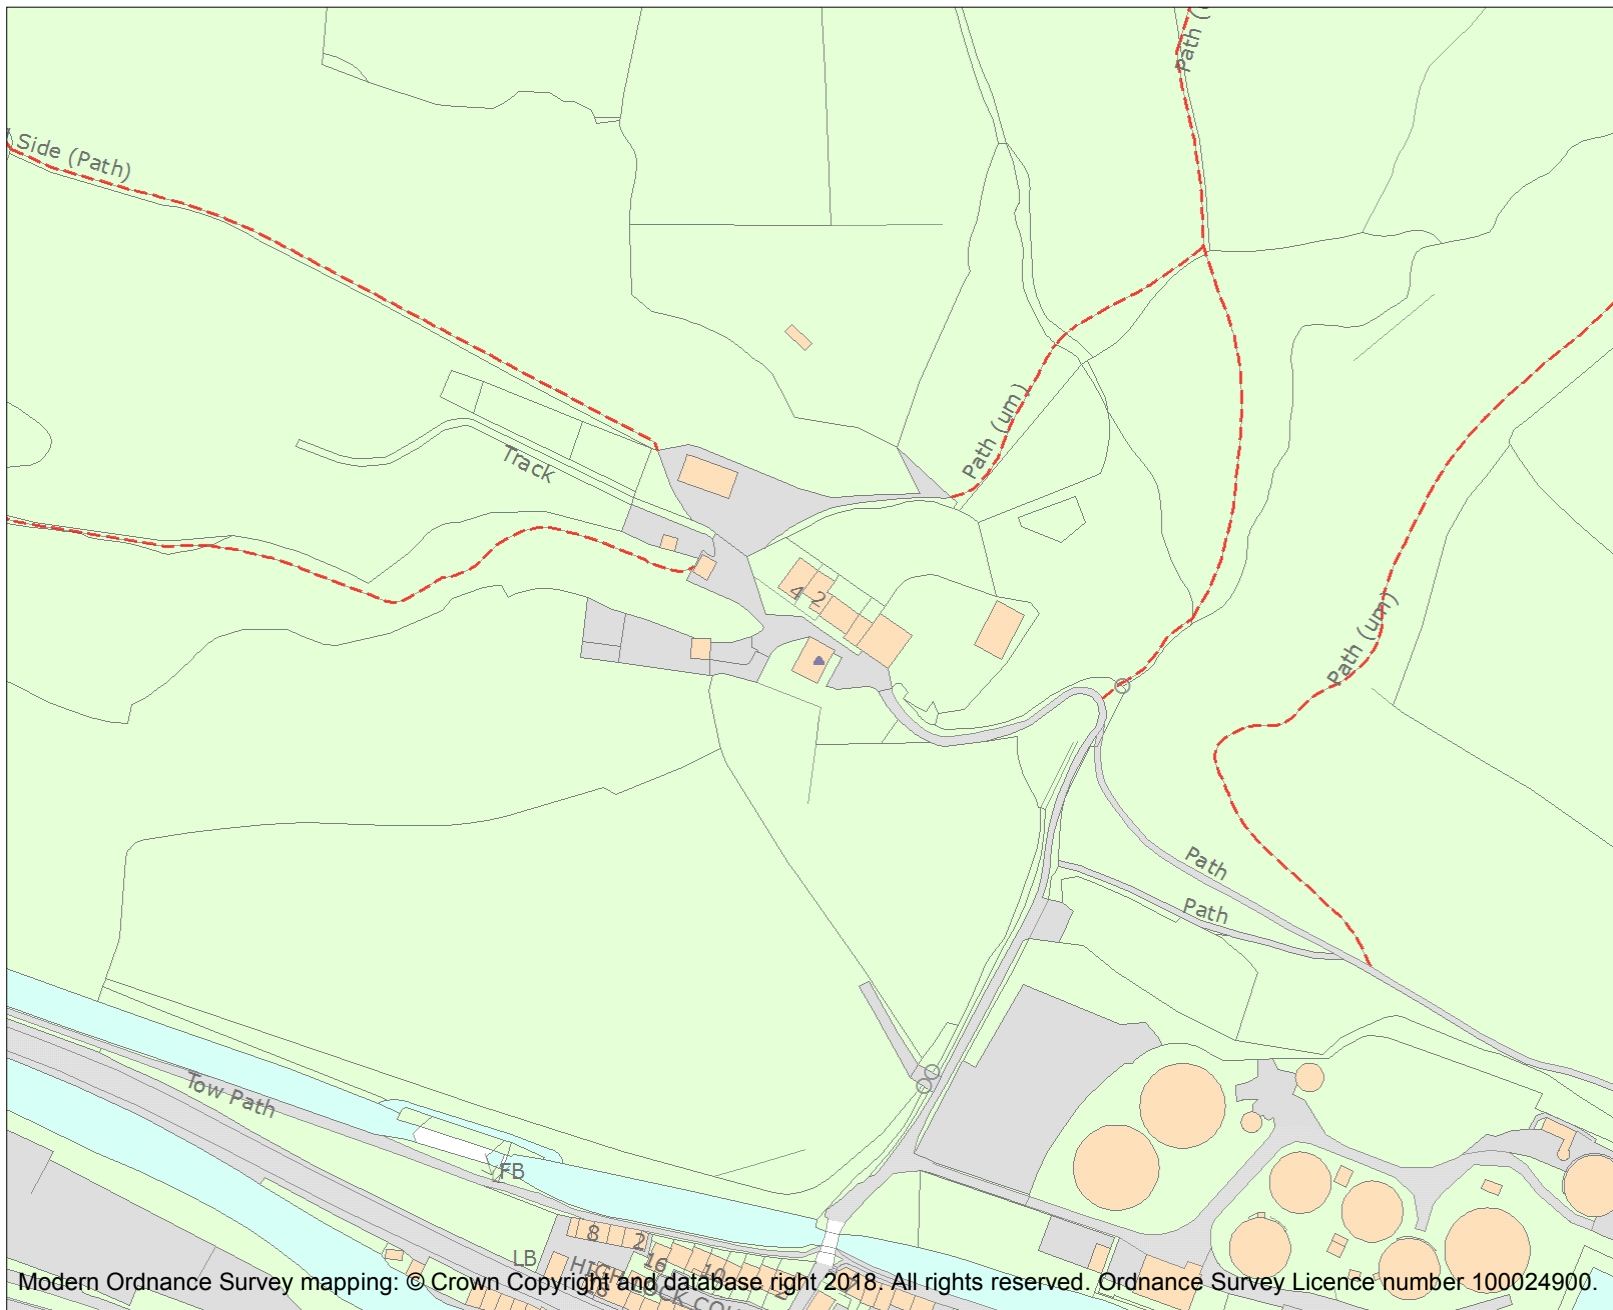 Path (
Side (Path)
Path (um)
Track
4
2
Path (um)
Path
Path
Tow Path
FB
8
2
16
10
LB
Modern Ordnance Survey mapping: © Crown Copyright and database right 2018. All rights reserved. Ordnance Survey Licence number 100024900.